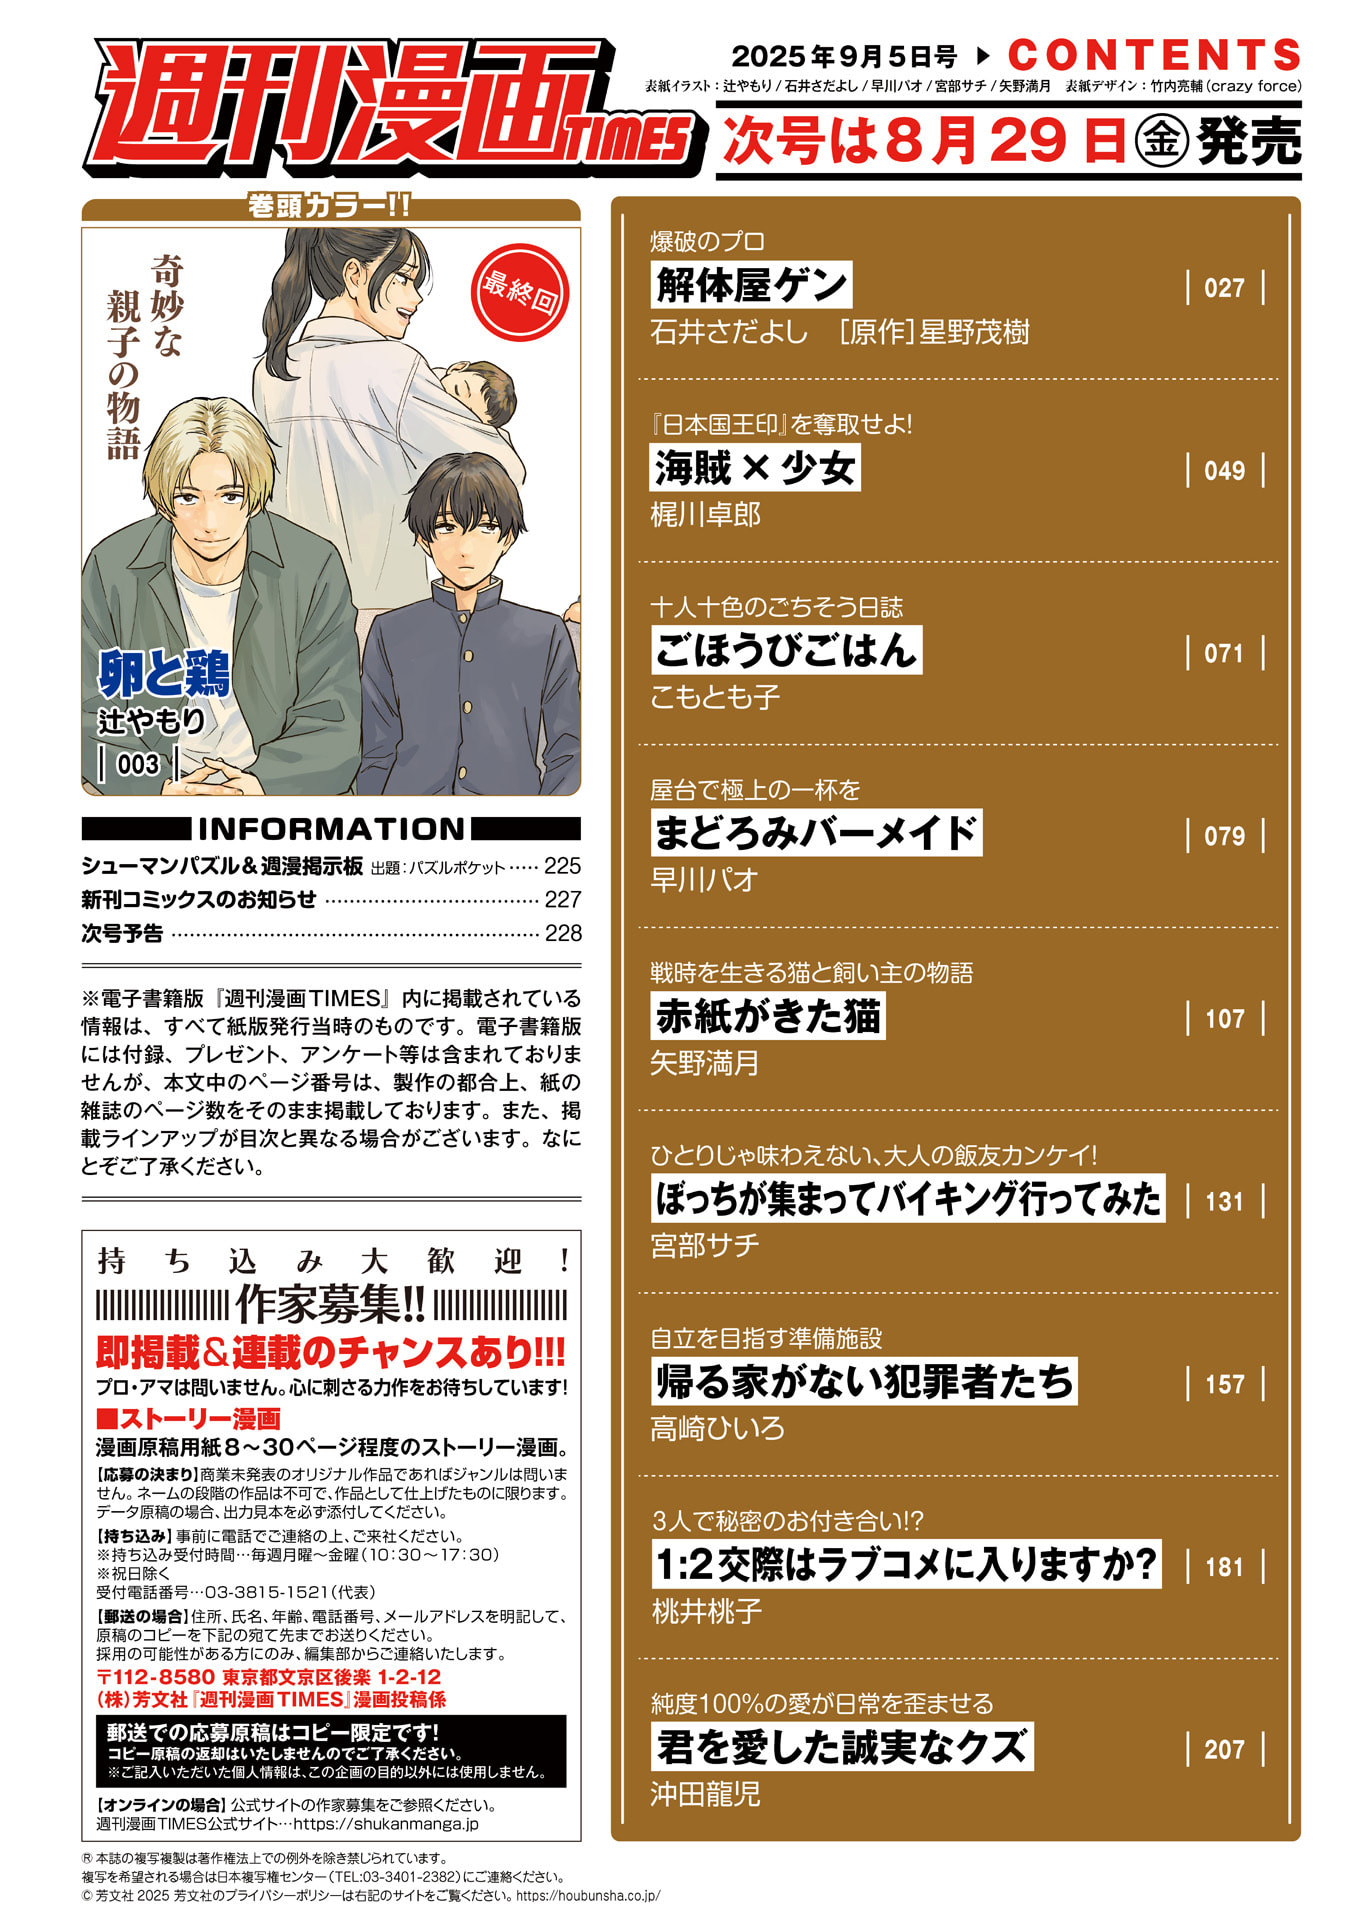 週刊漫画TIMES
2025年9月5日号 ▶ CONTENTS
表紙イラスト：辻やもり/石井さだよし/早川パオ/宮部サチ/矢野満月　表紙デザイン：竹内亮輔（crazy force）
次号は8月29日㊎発売
巻頭カラー!!
奇妙な
親子の物語
最終回
卵と鶏
辻やもり
003
INFORMATION
シューマンパズル＆週漫掲示板 出題：パズルポケット …… 225
新刊コミックスのお知らせ …………………………… 227
次号予告 …………………………………………………… 228
※電子書籍版『週刊漫画TIMES』内に掲載されている
情報は、すべて紙版発行当時のものです。電子書籍版
には付録、プレゼント、アンケート等は含まれておりま
せんが、本文中のページ番号は、製作の都合上、紙の
雑誌のページ数をそのまま掲載しております。また、掲
載ラインアップが目次と異なる場合がございます。なに
とぞご了承ください。
持ち込み大歓迎！
作家募集!!
即掲載＆連載のチャンスあり!!!
プロ・アマは問いません。心に刺さる力作をお待ちしています!
■ストーリー漫画
漫画原稿用紙8～30ページ程度のストーリー漫画。
【応募の決まり】商業未発表のオリジナル作品であればジャンルは問いま
せん。ネームの段階の作品は不可で、作品として仕上げたものに限ります。
データ原稿の場合、出力見本を必ず添付してください。
【持ち込み】事前に電話でご連絡の上、ご来社ください。
※持ち込み受付時間…毎週月曜～金曜（10：30～17：30）
※祝日除く
受付電話番号…03-3815-1521（代表）
【郵送の場合】住所、氏名、年齢、電話番号、メールアドレスを明記して、
原稿のコピーを下記の宛て先までお送りください。
採用の可能性がある方にのみ、編集部からご連絡いたします。
〒112-8580 東京都文京区後楽 1-2-12
（株）芳文社『週刊漫画TIMES』漫画投稿係
郵送での応募原稿はコピー限定です!
コピー原稿の返却はいたしませんのでご了承ください。
※ご記入いただいた個人情報は、この企画の目的以外には使用しません。
【オンラインの場合】公式サイトの作家募集をご参照ください。
週刊漫画TIMES公式サイト…https://shukanmanga.jp
Ⓡ本誌の複写複製は著作権法上での例外を除き禁じられています。
複写を希望される場合は日本複写権センター（TEL:03-3401-2382）にご連絡ください。
© 芳文社 2025 芳文社のプライバシーポリシーは右記のサイトをご覧ください。https://houbunsha.co.jp/
爆破のプロ
解体屋ゲン
027
石井さだよし　［原作］星野茂樹
『日本国王印』を奪取せよ!
海賊×少女
049
梶川卓郎
十人十色のごちそう日誌
ごほうびごはん
071
こもとも子
屋台で極上の一杯を
まどろみバーメイド
079
早川パオ
戦時を生きる猫と飼い主の物語
赤紙がきた猫
107
矢野満月
ひとりじゃ味わえない、大人の飯友カンケイ!
ぼっちが集まってバイキング行ってみた
131
宮部サチ
自立を目指す準備施設
帰る家がない犯罪者たち
157
高崎ひいろ
3人で秘密のお付き合い!?
1:2交際はラブコメに入りますか?
181
桃井桃子
純度100%の愛が日常を歪ませる
君を愛した誠実なクズ
207
沖田龍児